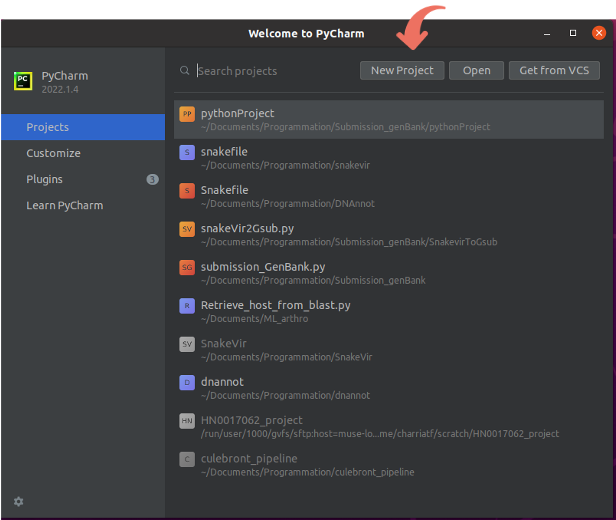 Welcome to PyCharm
PC
PyCharm
2022.1.4
Search projects
New Project
Open
Get from VCS
Projects
Customize
Plugins
3
Learn PyCharm
PP
pythonProject
~/Documents/Programmation/Submission_genBank/pythonProject
S
snakefile
~/Documents/Programmation/snakevir
S
Snakefile
~/Documents/Programmation/DNAnnot
SV
snakeVir2Gsub.py
~/Documents/Programmation/Submission_genBank/SnakevirToGsub
SG
submission_GenBank.py
~/Documents/Programmation/Submission_genBank
R
Retrieve_host_from_blast.py
~/Documents/ML_arthro
SV
SnakeVir
~/Documents/Programmation/SnakeVir
D
dnannot
~/Documents/Programmation/dnannot
HN
HN0017062_project
/run/user/1000/gvfs/sftp:host=muse-lo...me/charriatf/scratch/HN0017062_project
C
culebront_pipeline
~/Documents/Programmation/culebront_pipeline